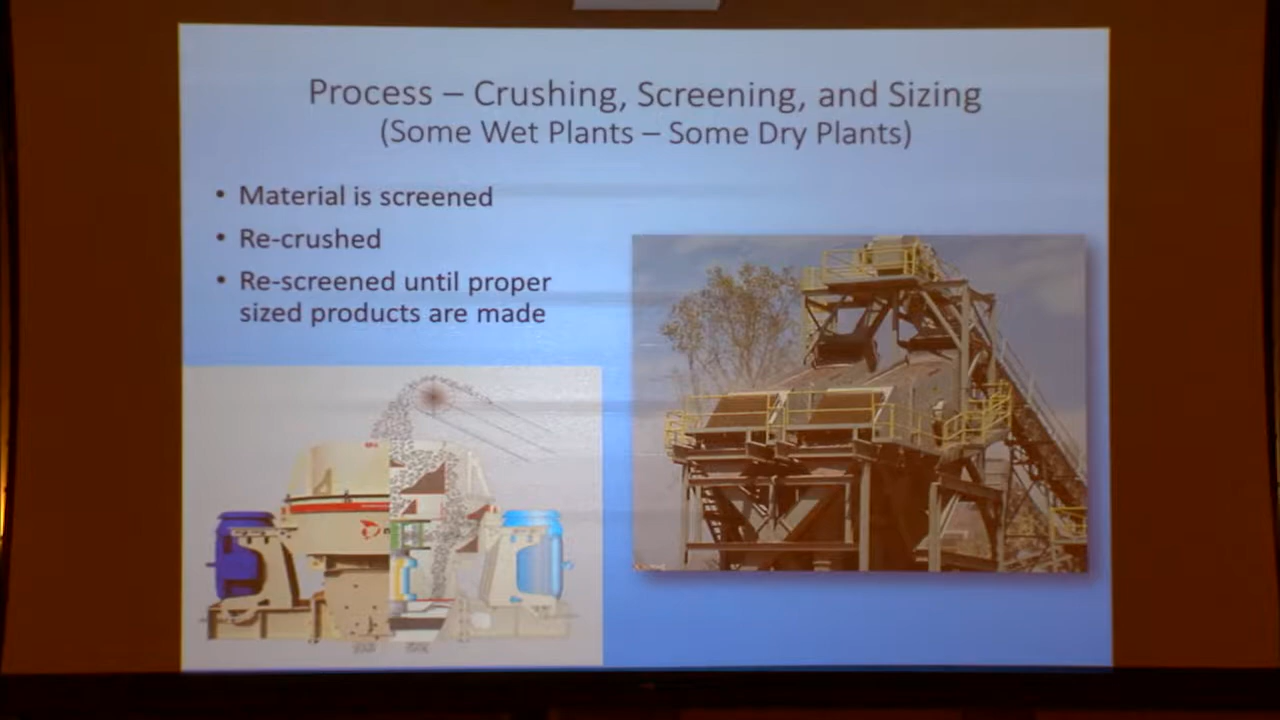 Process – Crushing, Screening, and Sizing
(Some Wet Plants – Some Dry Plants)
• Material is screened
• Re-crushed
• Re-screened until proper
sized products are made